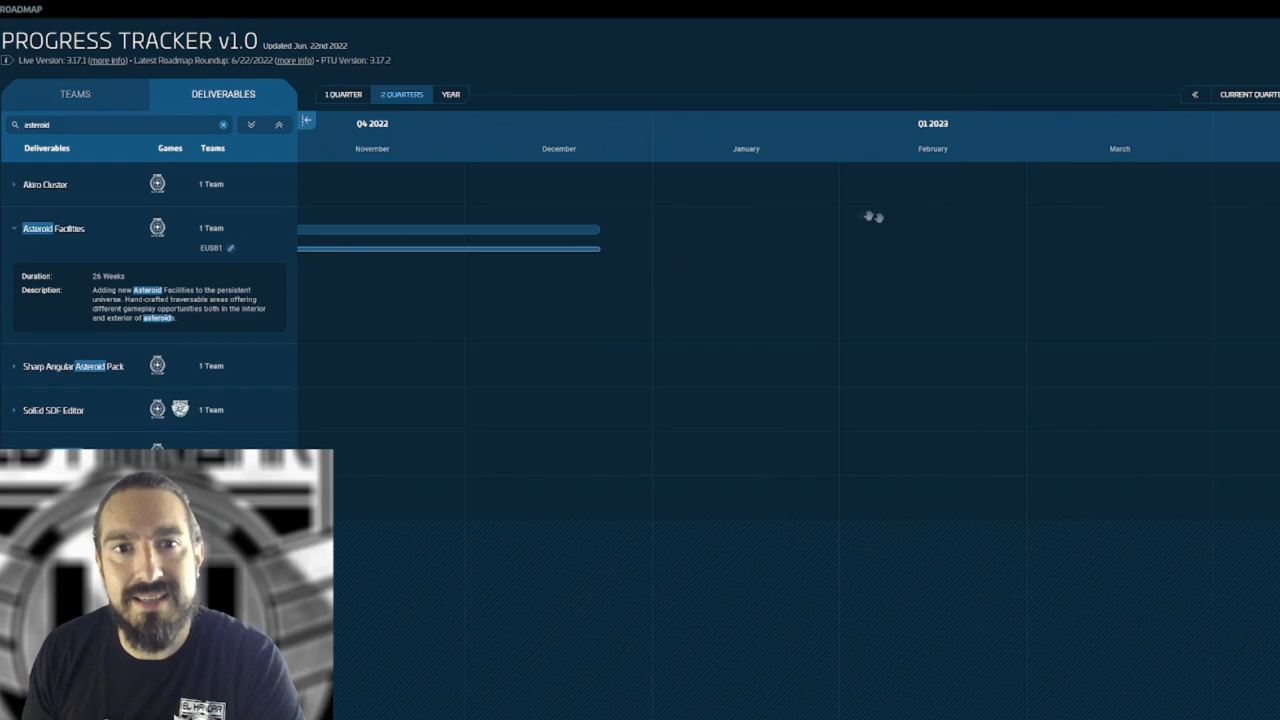 ROADMAP
PROGRESS TRACKER v1.0 Updated Jun. 22nd 2022
Live Version: 3.17.1 (more info) • Latest Roadmap Roundup: 6/22/2022 (more info) • PTU Version: 3.17.2
TEAMS DELIVERABLES 1 QUARTER 2 QUARTERS YEAR CURRENT QUARTE
asteroid Q4 2022 Q1 2023
Deliverables Games Teams November December January February March
Akiro Cluster 1 Team
Asteroid Facilities 1 Team
EUSB1
Duration: 26 Weeks
Description: Adding new Asteroid Facilities to the persistent
universe. Hand-crafted traversable areas offering
different gameplay opportunities both in the interior
and exterior of asteroids.
Sharp Angular Asteroid Pack 1 Team
SolEd SDF Editor 1 Team
EL HANGAR